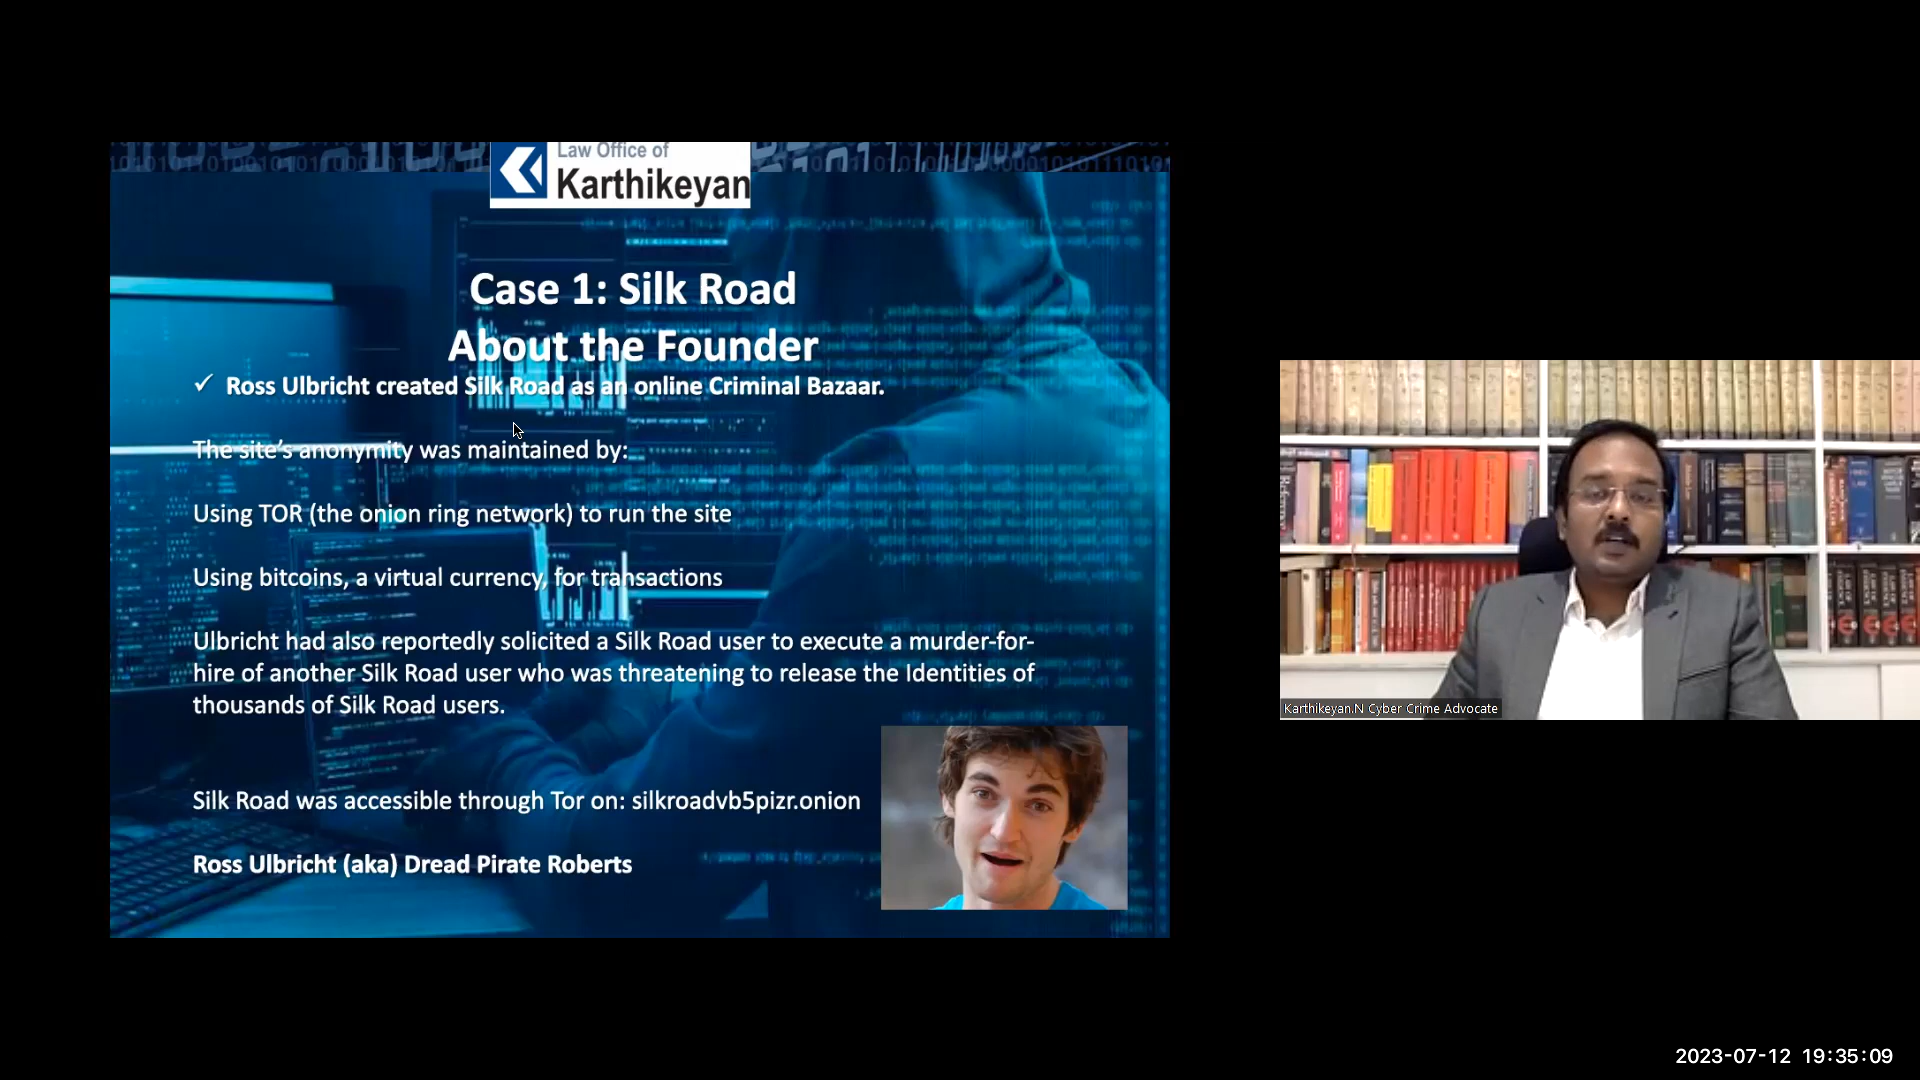 Law Office of
Karthikeyan
Case 1: Silk Road
About the Founder
✓ Ross Ulbricht created Silk Road as an online Criminal Bazaar.
The site's anonymity was maintained by:
Using TOR (the onion ring network) to run the site
Using bitcoins, a virtual currency, for transactions
Ulbricht had also reportedly solicited a Silk Road user to execute a murder-for-
hire of another Silk Road user who was threatening to release the Identities of
thousands of Silk Road users.
Silk Road was accessible through Tor on: silkroadvb5pizr.onion
Ross Ulbricht (aka) Dread Pirate Roberts
Karthikeyan.N Cyber Crime Advocate
2023-07-12 19:35:09